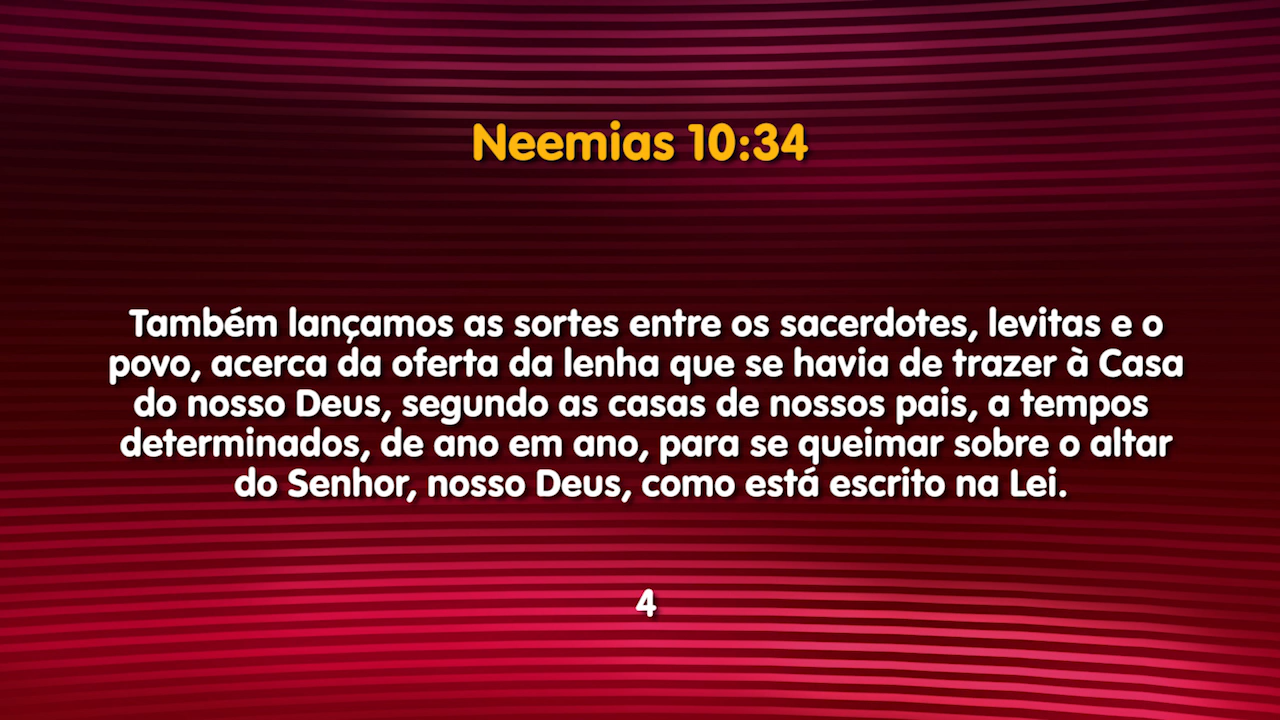 Neemias 10:34
Também lançamos as sortes entre os sacerdotes, levitas e o
povo, acerca da oferta da lenha que se havia de trazer à Casa
do nosso Deus, segundo as casas de nossos pais, a tempos
determinados, de ano em ano, para se queimar sobre o altar
do Senhor, nosso Deus, como está escrito na Lei.
4